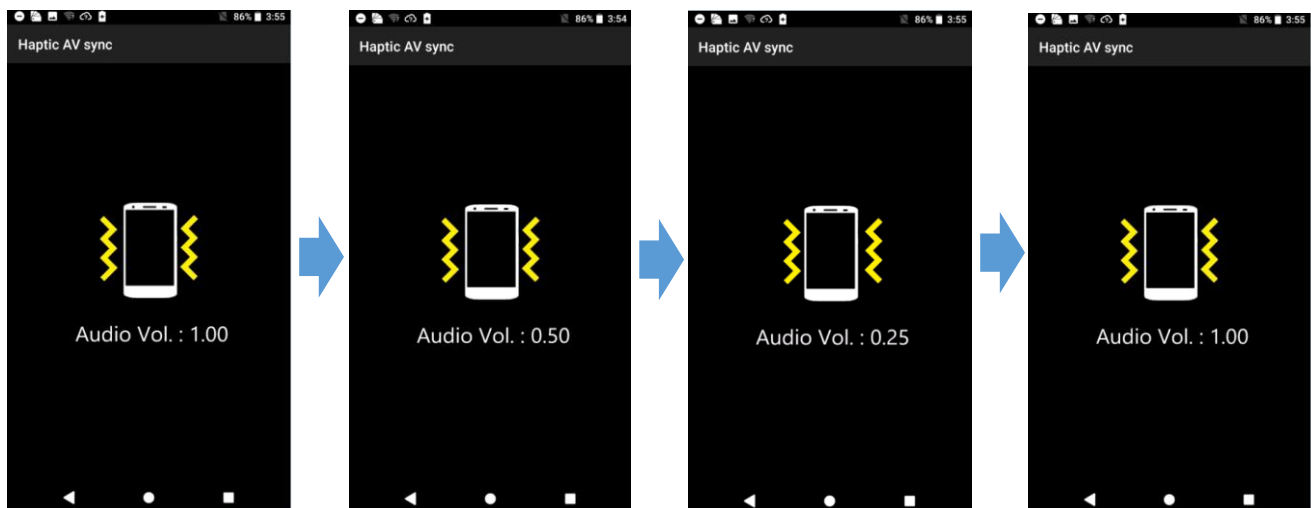 86% 3:55
Haptic AV sync
Audio Vol. : 1.00
86% 3:54
Haptic AV sync
Audio Vol. : 0.50
86% 3:55
Haptic AV sync
Audio Vol. : 0.25
86% 3:55
Haptic AV sync
Audio Vol. : 1.00